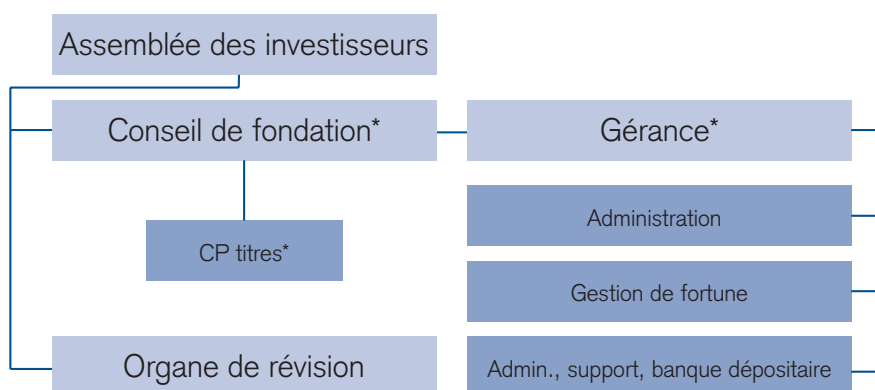 Assemblée des investisseurs
Conseil de fondation*
Gérance*
Administration
CP titres*
Gestion de fortune
Organe de révision
Admin., support, banque dépositaire